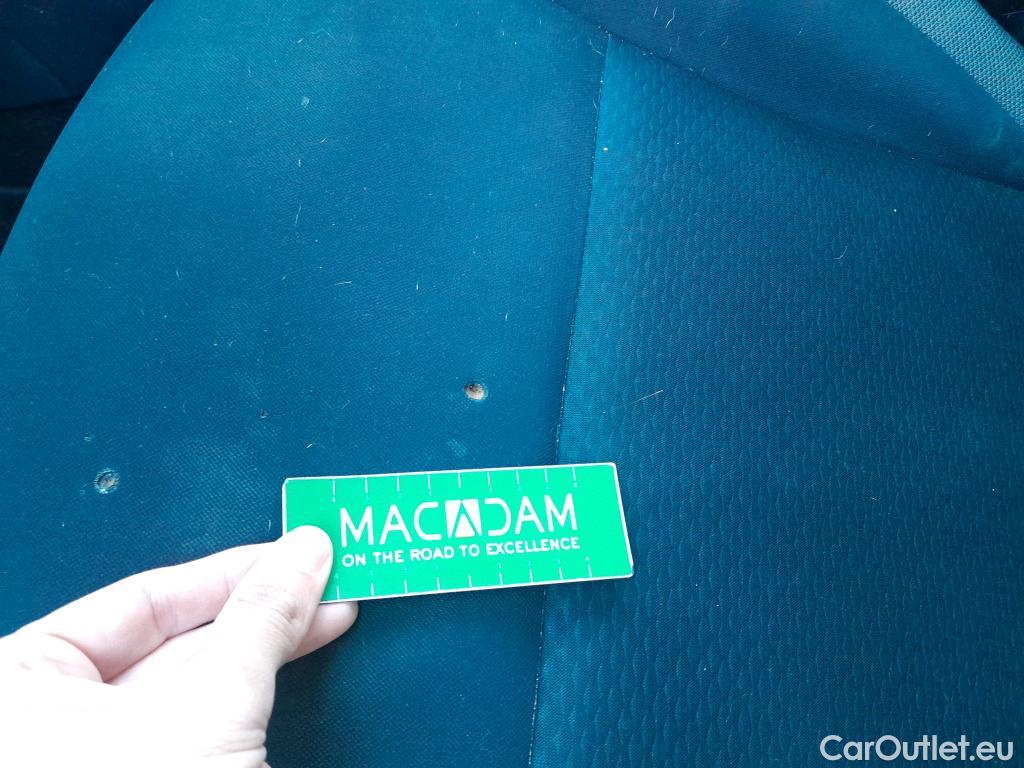 MACADAM
ON THE ROAD TO EXCELLENCE
CarOutlet.eu